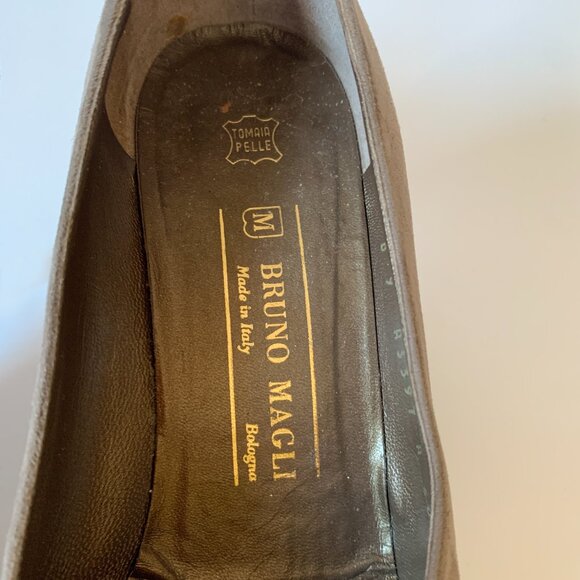 TOMAIA
PELLE
M BRUNO MAGLI
Made in Italy
Bologna